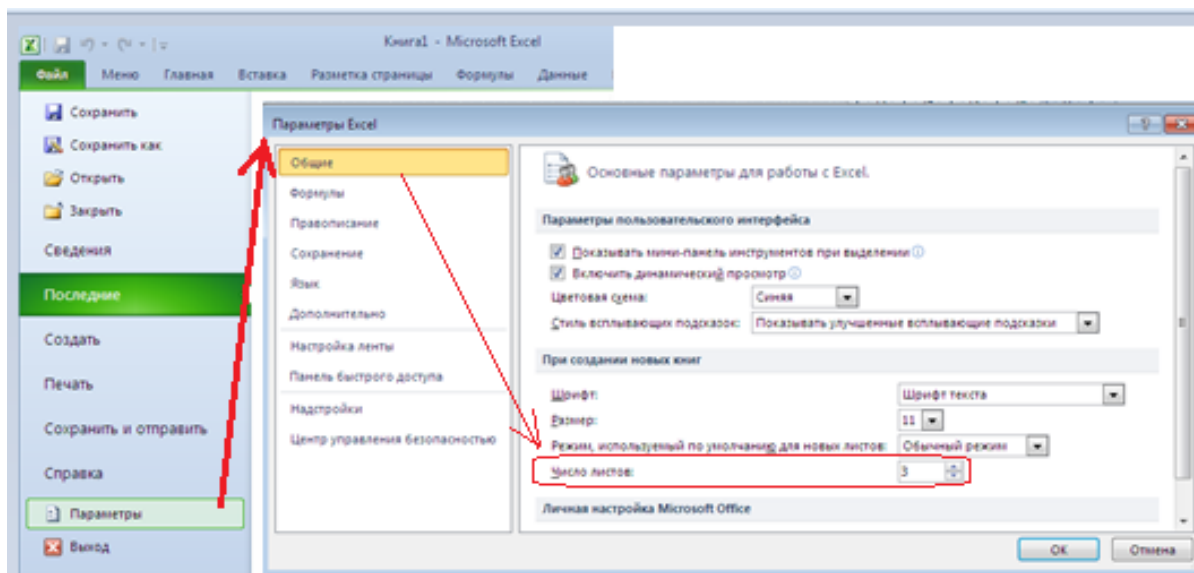 Книга1 - Microsoft Excel
Файл Меню Главная Вставка Разметка страницы Формулы Данные
Сохранить
Сохранить как
Открыть
Закрыть
Сведения
Последние
Создать
Печать
Сохранить и отправить
Справка
Параметры
Выход
Параметры Excel
Общие
Формулы
Правописание
Сохранение
Язык
Дополнительно
Настройка ленты
Панель быстрого доступа
Надстройки
Центр управления безопасностью
Основные параметры для работы с Excel.
Параметры пользовательского интерфейса
Показывать мини-панель инструментов при выделении
Включить динамический просмотр
Цветовая схема: Синяя
Стиль всплывающих подсказок: Показывать улучшенные всплывающие подсказки
При создании новых книг
Шрифт: Шрифт текста
Размер: 11
Режим, используемый по умолчанию для новых листов: Обычный режим
Число листов: 3
Личная настройка Microsoft Office
ОК Отмена